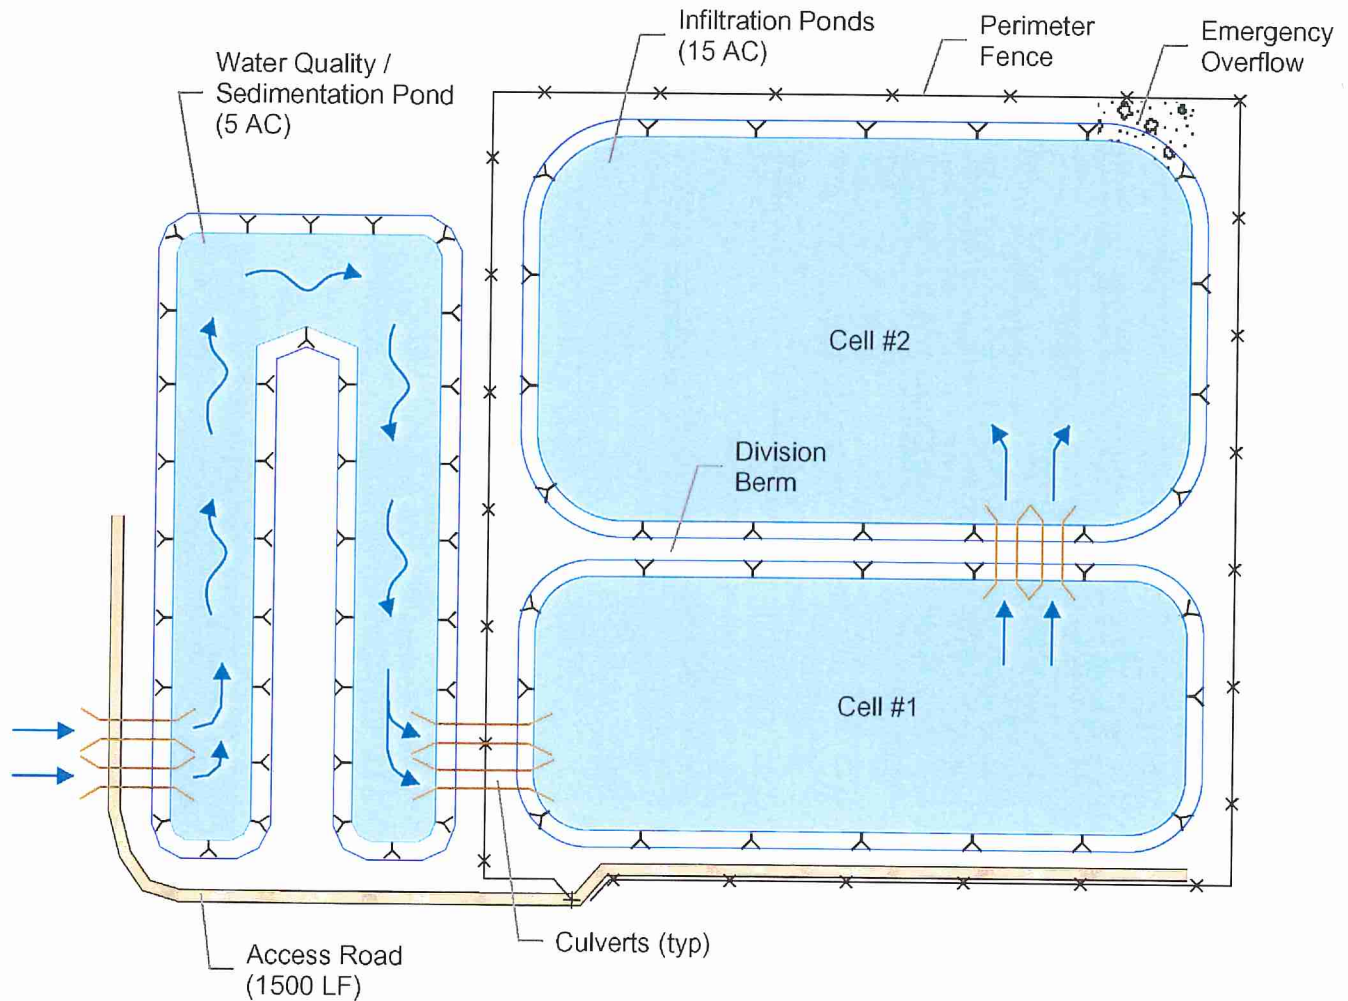 Infiltration Ponds
(15 AC)
Perimeter
Fence
Emergency
Overflow
Water Quality /
Sedimentation Pond
(5 AC)
Cell #2
Division
Berm
Cell #1
Culverts (typ)
Access Road
(1500 LF)